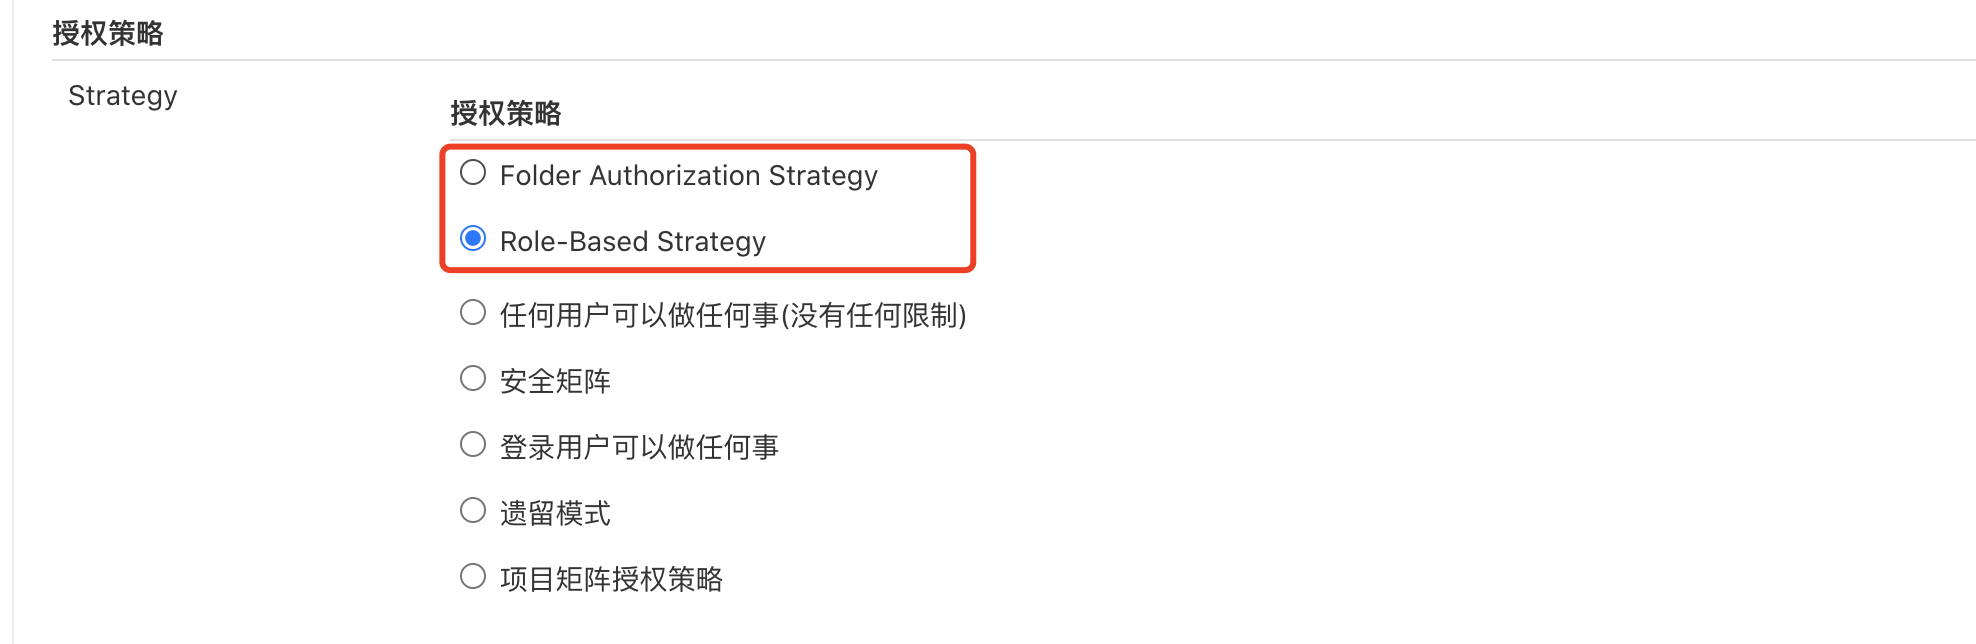 授权策略
Strategy
授权策略
Folder Authorization Strategy
Role-Based Strategy
任何用户可以做任何事(没有任何限制)
安全矩阵
登录用户可以做任何事
遗留模式
项目矩阵授权策略